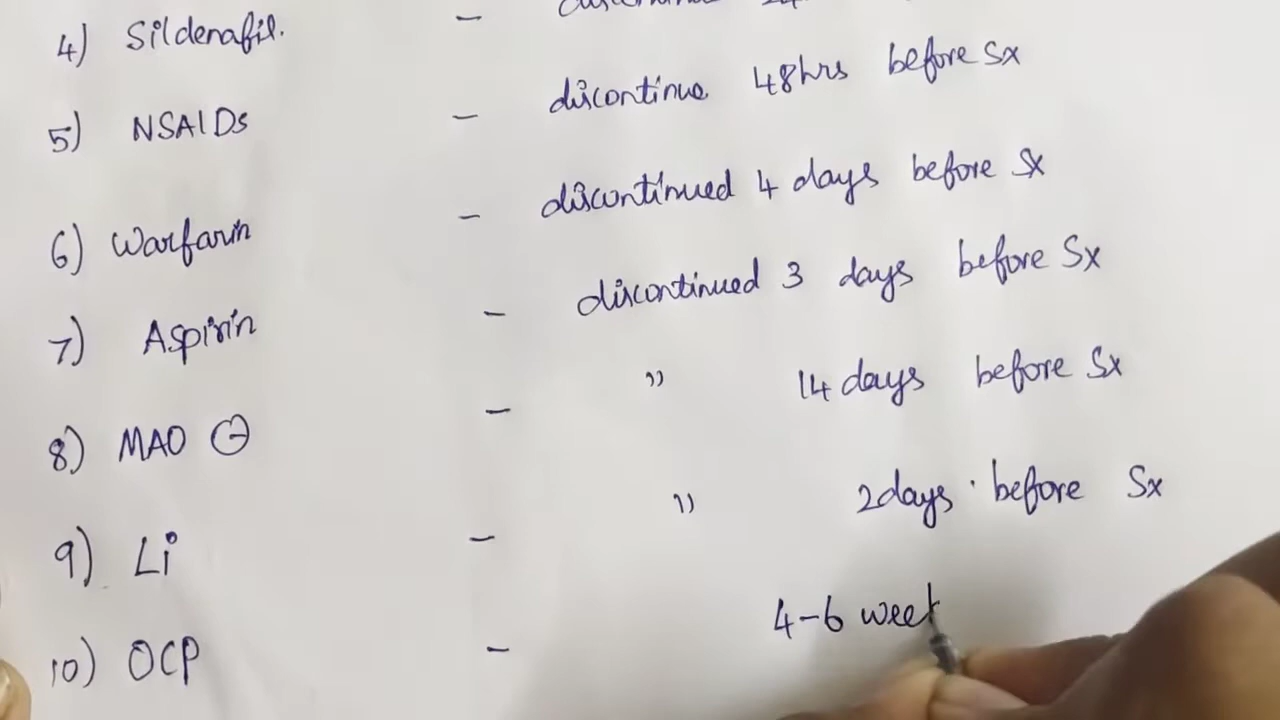 4) Sildenafil. -
5) NSAIDs - discontinue 48hrs before Sx
6) Warfarin - discontinued 4 days before Sx
7) Aspirin - discontinued 3 days before Sx
8) MAO ⊖ - " 14 days before Sx
9) Li - " 2days. before Sx
10) OCP - 4-6 week